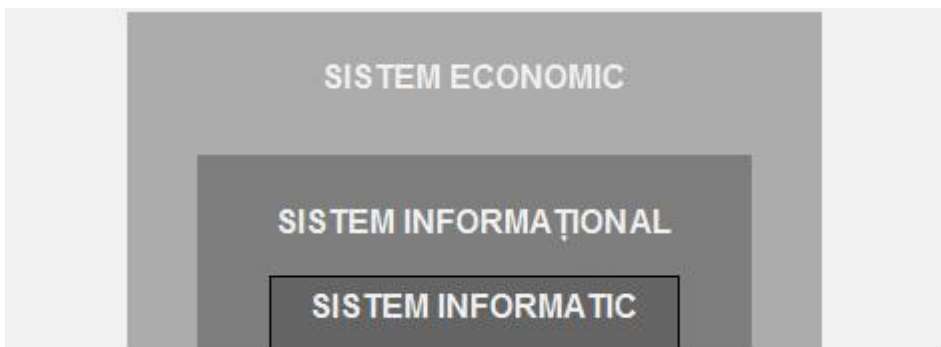 SISTEM ECONOMIC
SISTEM INFORMAȚIONAL
SISTEM INFORMATIC